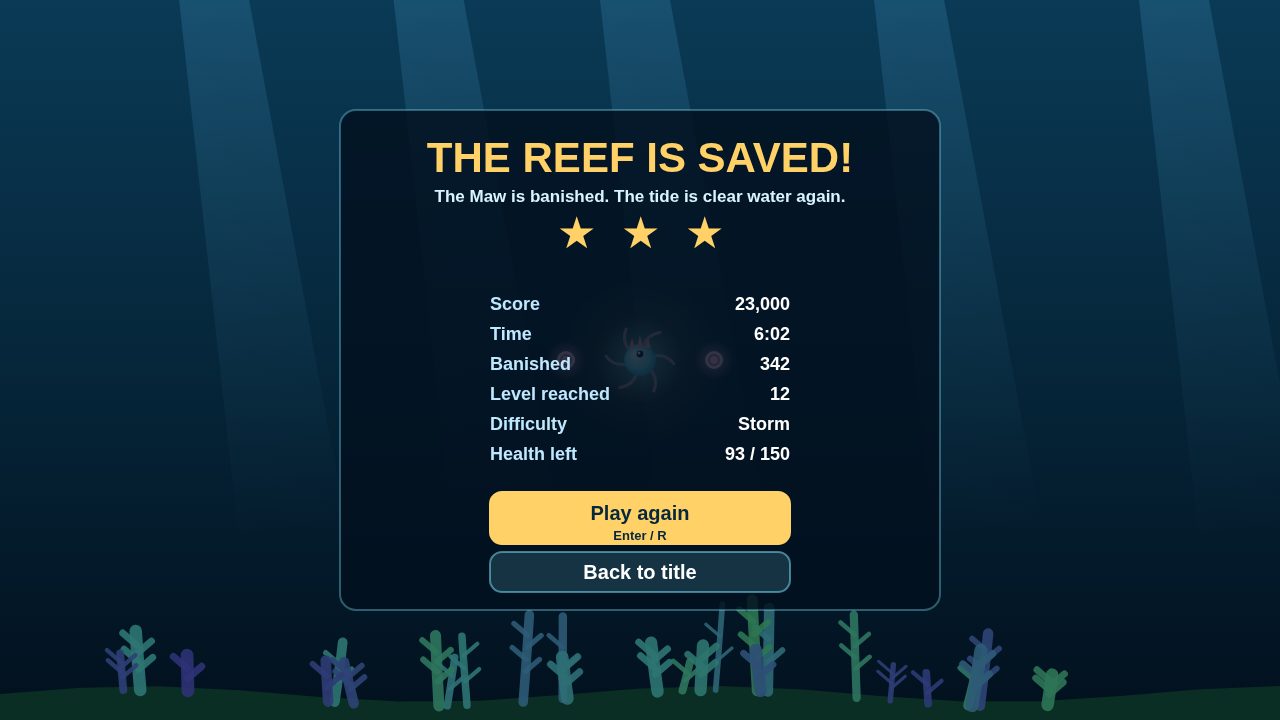 THE REEF IS SAVED!
The Maw is banished. The tide is clear water again.
Score 23,000
Time 6:02
Banished 342
Level reached 12
Difficulty Storm
Health left 93 / 150
Play again
Enter / R
Back to title